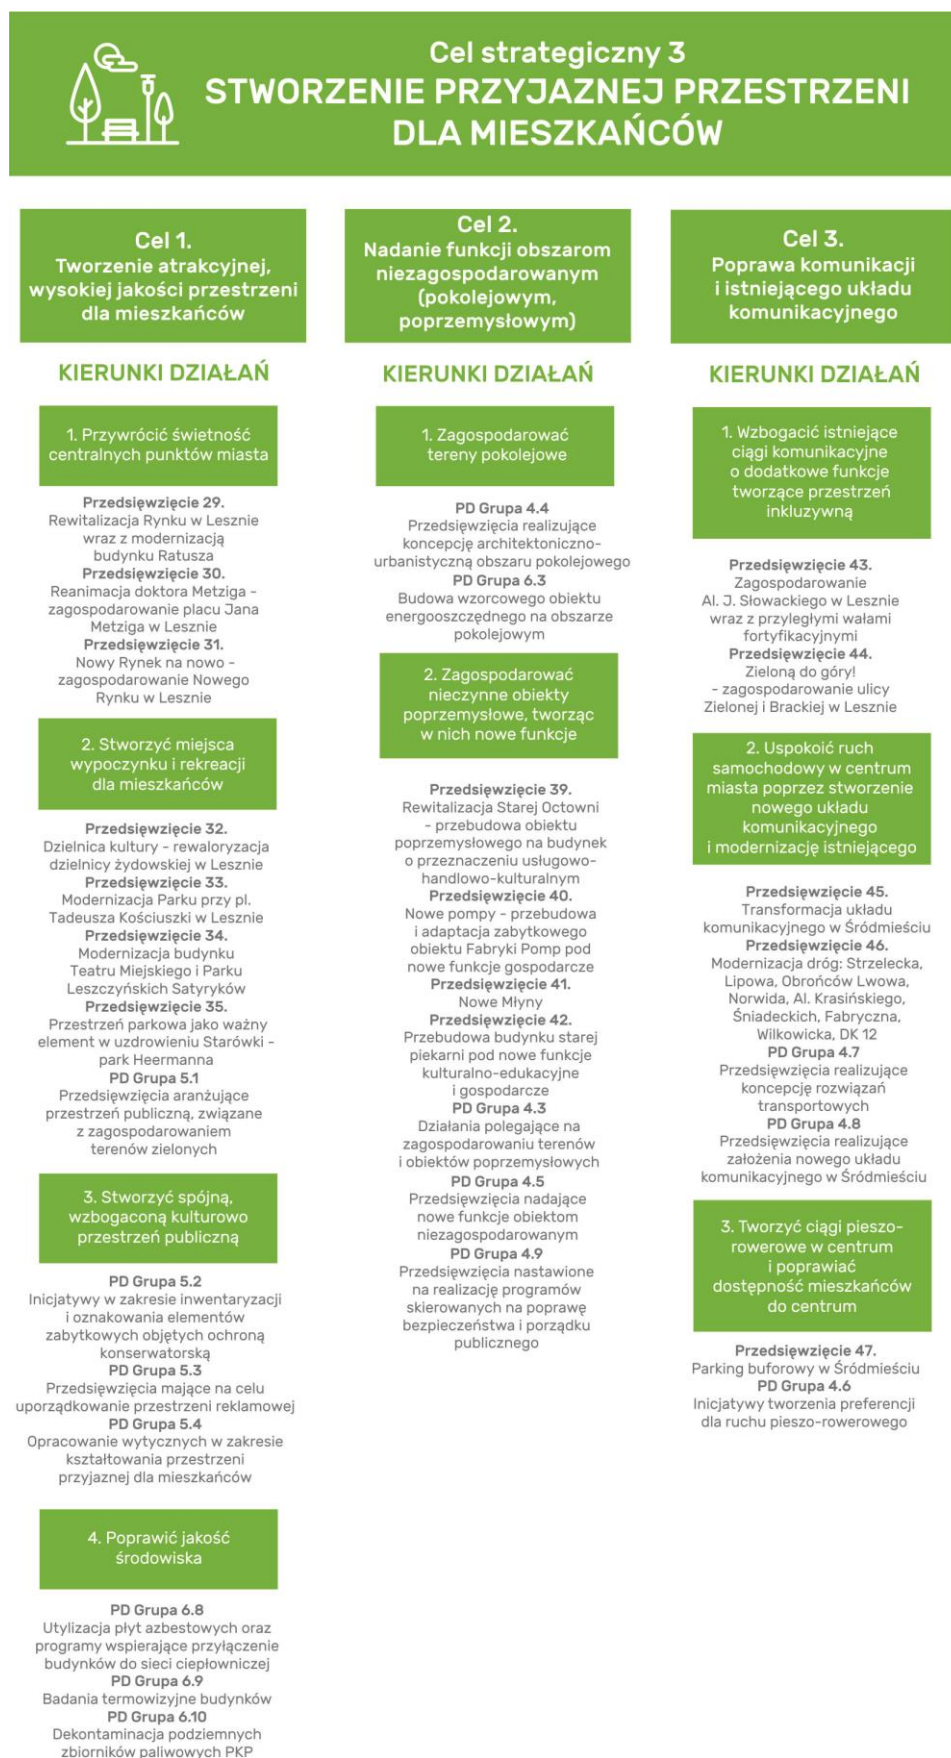 Cel strategiczny 3
STWORZENIE PRZYJAZNEJ PRZESTRZENI
DLA MIESZKAŃCÓW
Cel 1.
Tworzenie atrakcyjnej,
wysokiej jakości przestrzeni
dla mieszkańców
KIERUNKI DZIAŁAŃ
1. Przywrócić świetność
centralnych punktów miasta
Przedsięwzięcie 29.
Rewitalizacja Rynku w Lesznie
wraz z modernizacją
budynku Ratusza
Przedsięwzięcie 30.
Reanimacja doktora Metziga -
zagospodarowanie placu Jana
Metziga w Lesznie
Przedsięwzięcie 31.
Nowy Rynek na nowo -
zagospodarowanie Nowego
Rynku w Lesznie
2. Stworzyć miejsca
wypoczynku i rekreacji
dla mieszkańców
Przedsięwzięcie 32.
Dzielnica kultury - rewaloryzacja
dzielnicy żydowskiej w Lesznie
Przedsięwzięcie 33.
Modernizacja Parku przy pl.
Tadeusza Kościuszki w Lesznie
Przedsięwzięcie 34.
Modernizacja budynku
Teatru Miejskiego i Parku
Leszczyńskich Satyryków
Przedsięwzięcie 35.
Przestrzeń parkowa jako ważny
element w uzdrowieniu Starówki -
park Heermanna
PD Grupa 5.1
Przedsięwzięcia aranżujące
przestrzeń publiczną, związane
z zagospodarowaniem
terenów zielonych
3. Stworzyć spójną,
wzbogaconą kulturowo
przestrzeń publiczną
PD Grupa 5.2
Inicjatywy w zakresie inwentaryzacji
i oznakowania elementów
zabytkowych objętych ochroną
konserwatorską
PD Grupa 5.3
Przedsięwzięcia mające na celu
uporządkowanie przestrzeni reklamowej
PD Grupa 5.4
Opracowanie wytycznych w zakresie
kształtowania przestrzeni
przyjaznej dla mieszkańców
4. Poprawić jakość
środowiska
PD Grupa 6.8
Utylizacja płyt azbestowych oraz
programy wspierające przyłączenie
budynków do sieci ciepłowniczej
PD Grupa 6.9
Badania termowizyjne budynków
PD Grupa 6.10
Dekontaminacja podziemnych
zbiorników paliwowych PKP
Cel 2.
Nadanie funkcji obszarom
niezagospodarowanym
(pokolejowym,
poprzemysłowym)
KIERUNKI DZIAŁAŃ
1. Zagospodarować
tereny pokolejowe
PD Grupa 4.4
Przedsięwzięcia realizujące
koncepcję architektoniczno-
urbanistyczną obszaru pokolejowego
PD Grupa 6.3
Budowa wzorcowego obiektu
energooszczędnego na obszarze
pokolejowym
2. Zagospodarować
nieczynne obiekty
poprzemysłowe, tworząc
w nich nowe funkcje
Przedsięwzięcie 39.
Rewitalizacja Starej Octowni
- przebudowa obiektu
poprzemysłowego na budynek
o przeznaczeniu usługowo-
handlowo-kulturalnym
Przedsięwzięcie 40.
Nowe pompy - przebudowa
i adaptacja zabytkowego
obiektu Fabryki Pomp pod
nowe funkcje gospodarcze
Przedsięwzięcie 41.
Nowe Młyny
Przedsięwzięcie 42.
Przebudowa budynku starej
piekarni pod nowe funkcje
kulturalno-edukacyjne
i gospodarcze
PD Grupa 4.3
Działania polegające na
zagospodarowaniu terenów
i obiektów poprzemysłowych
PD Grupa 4.5
Przedsięwzięcia nadające
nowe funkcje obiektom
niezagospodarowanym
PD Grupa 4.9
Przedsięwzięcia nastawione
na realizację programów
skierowanych na poprawę
bezpieczeństwa i porządku
publicznego
Cel 3.
Poprawa komunikacji
i istniejącego układu
komunikacyjnego
KIERUNKI DZIAŁAŃ
1. Wzbogacić istniejące
ciągi komunikacyjne
o dodatkowe funkcje
tworzące przestrzeń
inkluzywną
Przedsięwzięcie 43.
Zagospodarowanie
Al. J. Słowackiego w Lesznie
wraz z przyległymi wałami
fortyfikacyjnymi
Przedsięwzięcie 44.
Zieloną do góry!
- zagospodarowanie ulicy
Zielonej i Brackiej w Lesznie
2. Uspokoić ruch
samochodowy w centrum
miasta poprzez stworzenie
nowego układu
komunikacyjnego
i modernizację istniejącego
Przedsięwzięcie 45.
Transformacja układu
komunikacyjnego w Śródmieściu
Przedsięwzięcie 46.
Modernizacja dróg: Strzelecka,
Lipowa, Obrońców Lwowa,
Norwida, Al. Krasińskiego,
Śniadeckich, Fabryczna,
Wilkowicka, DK 12
PD Grupa 4.7
Przedsięwzięcia realizujące
koncepcję rozwiązań
transportowych
PD Grupa 4.8
Przedsięwzięcia realizujące
założenia nowego układu
komunikacyjnego w Śródmieściu
3. Tworzyć ciągi pieszo-
rowerowe w centrum
i poprawiać
dostępność mieszkańców
do centrum
Przedsięwzięcie 47.
Parking buforowy w Śródmieściu
PD Grupa 4.6
Inicjatywy tworzenia preferencji
dla ruchu pieszo-rowerowego